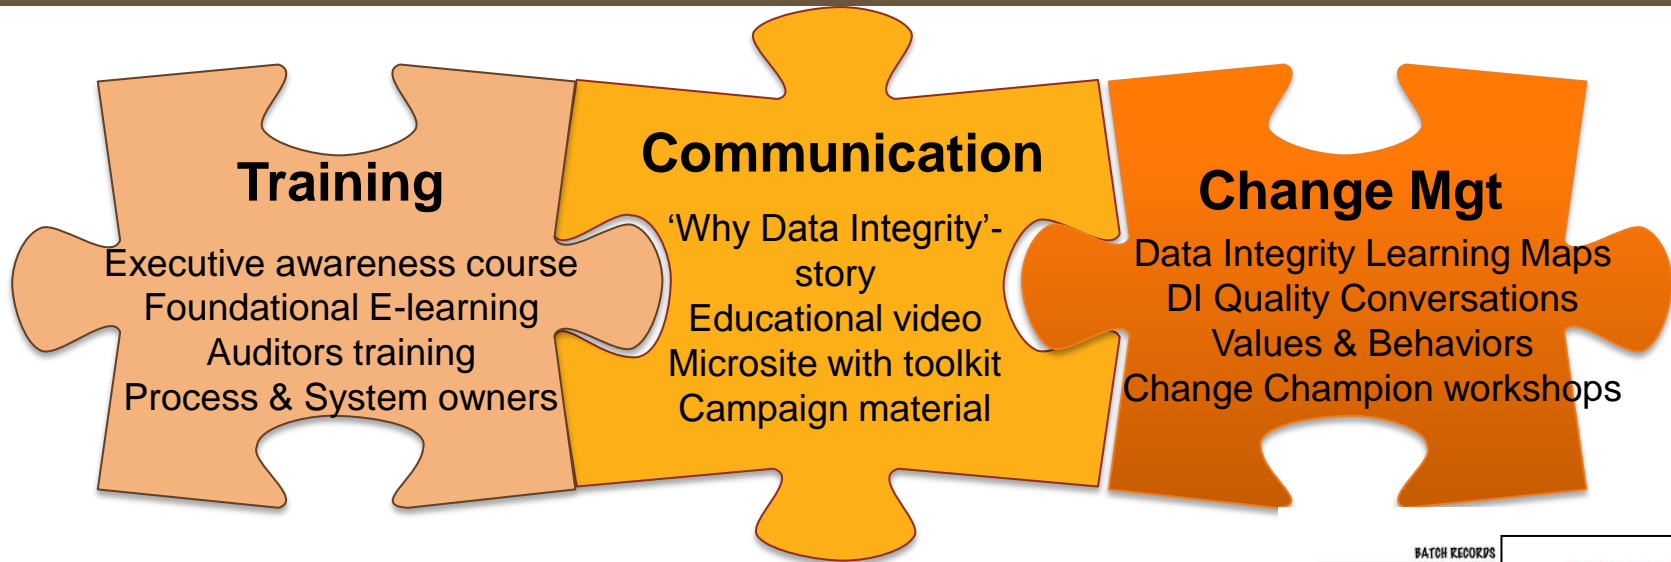 Training
Executive awareness course
Foundational E-learning
Auditors training
Process & System owners
Communication
‘Why Data Integrity’-
story
Educational video
Microsite with toolkit
Campaign material
Change Mgt
Data Integrity Learning Maps
DI Quality Conversations
Values & Behaviors
Change Champion workshops
BATCH RECORDS